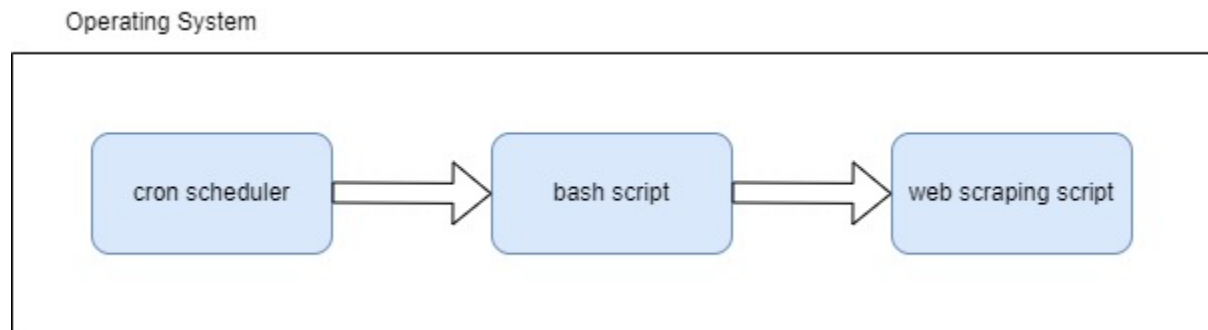 Operating System
cron scheduler
bash script
web scraping script